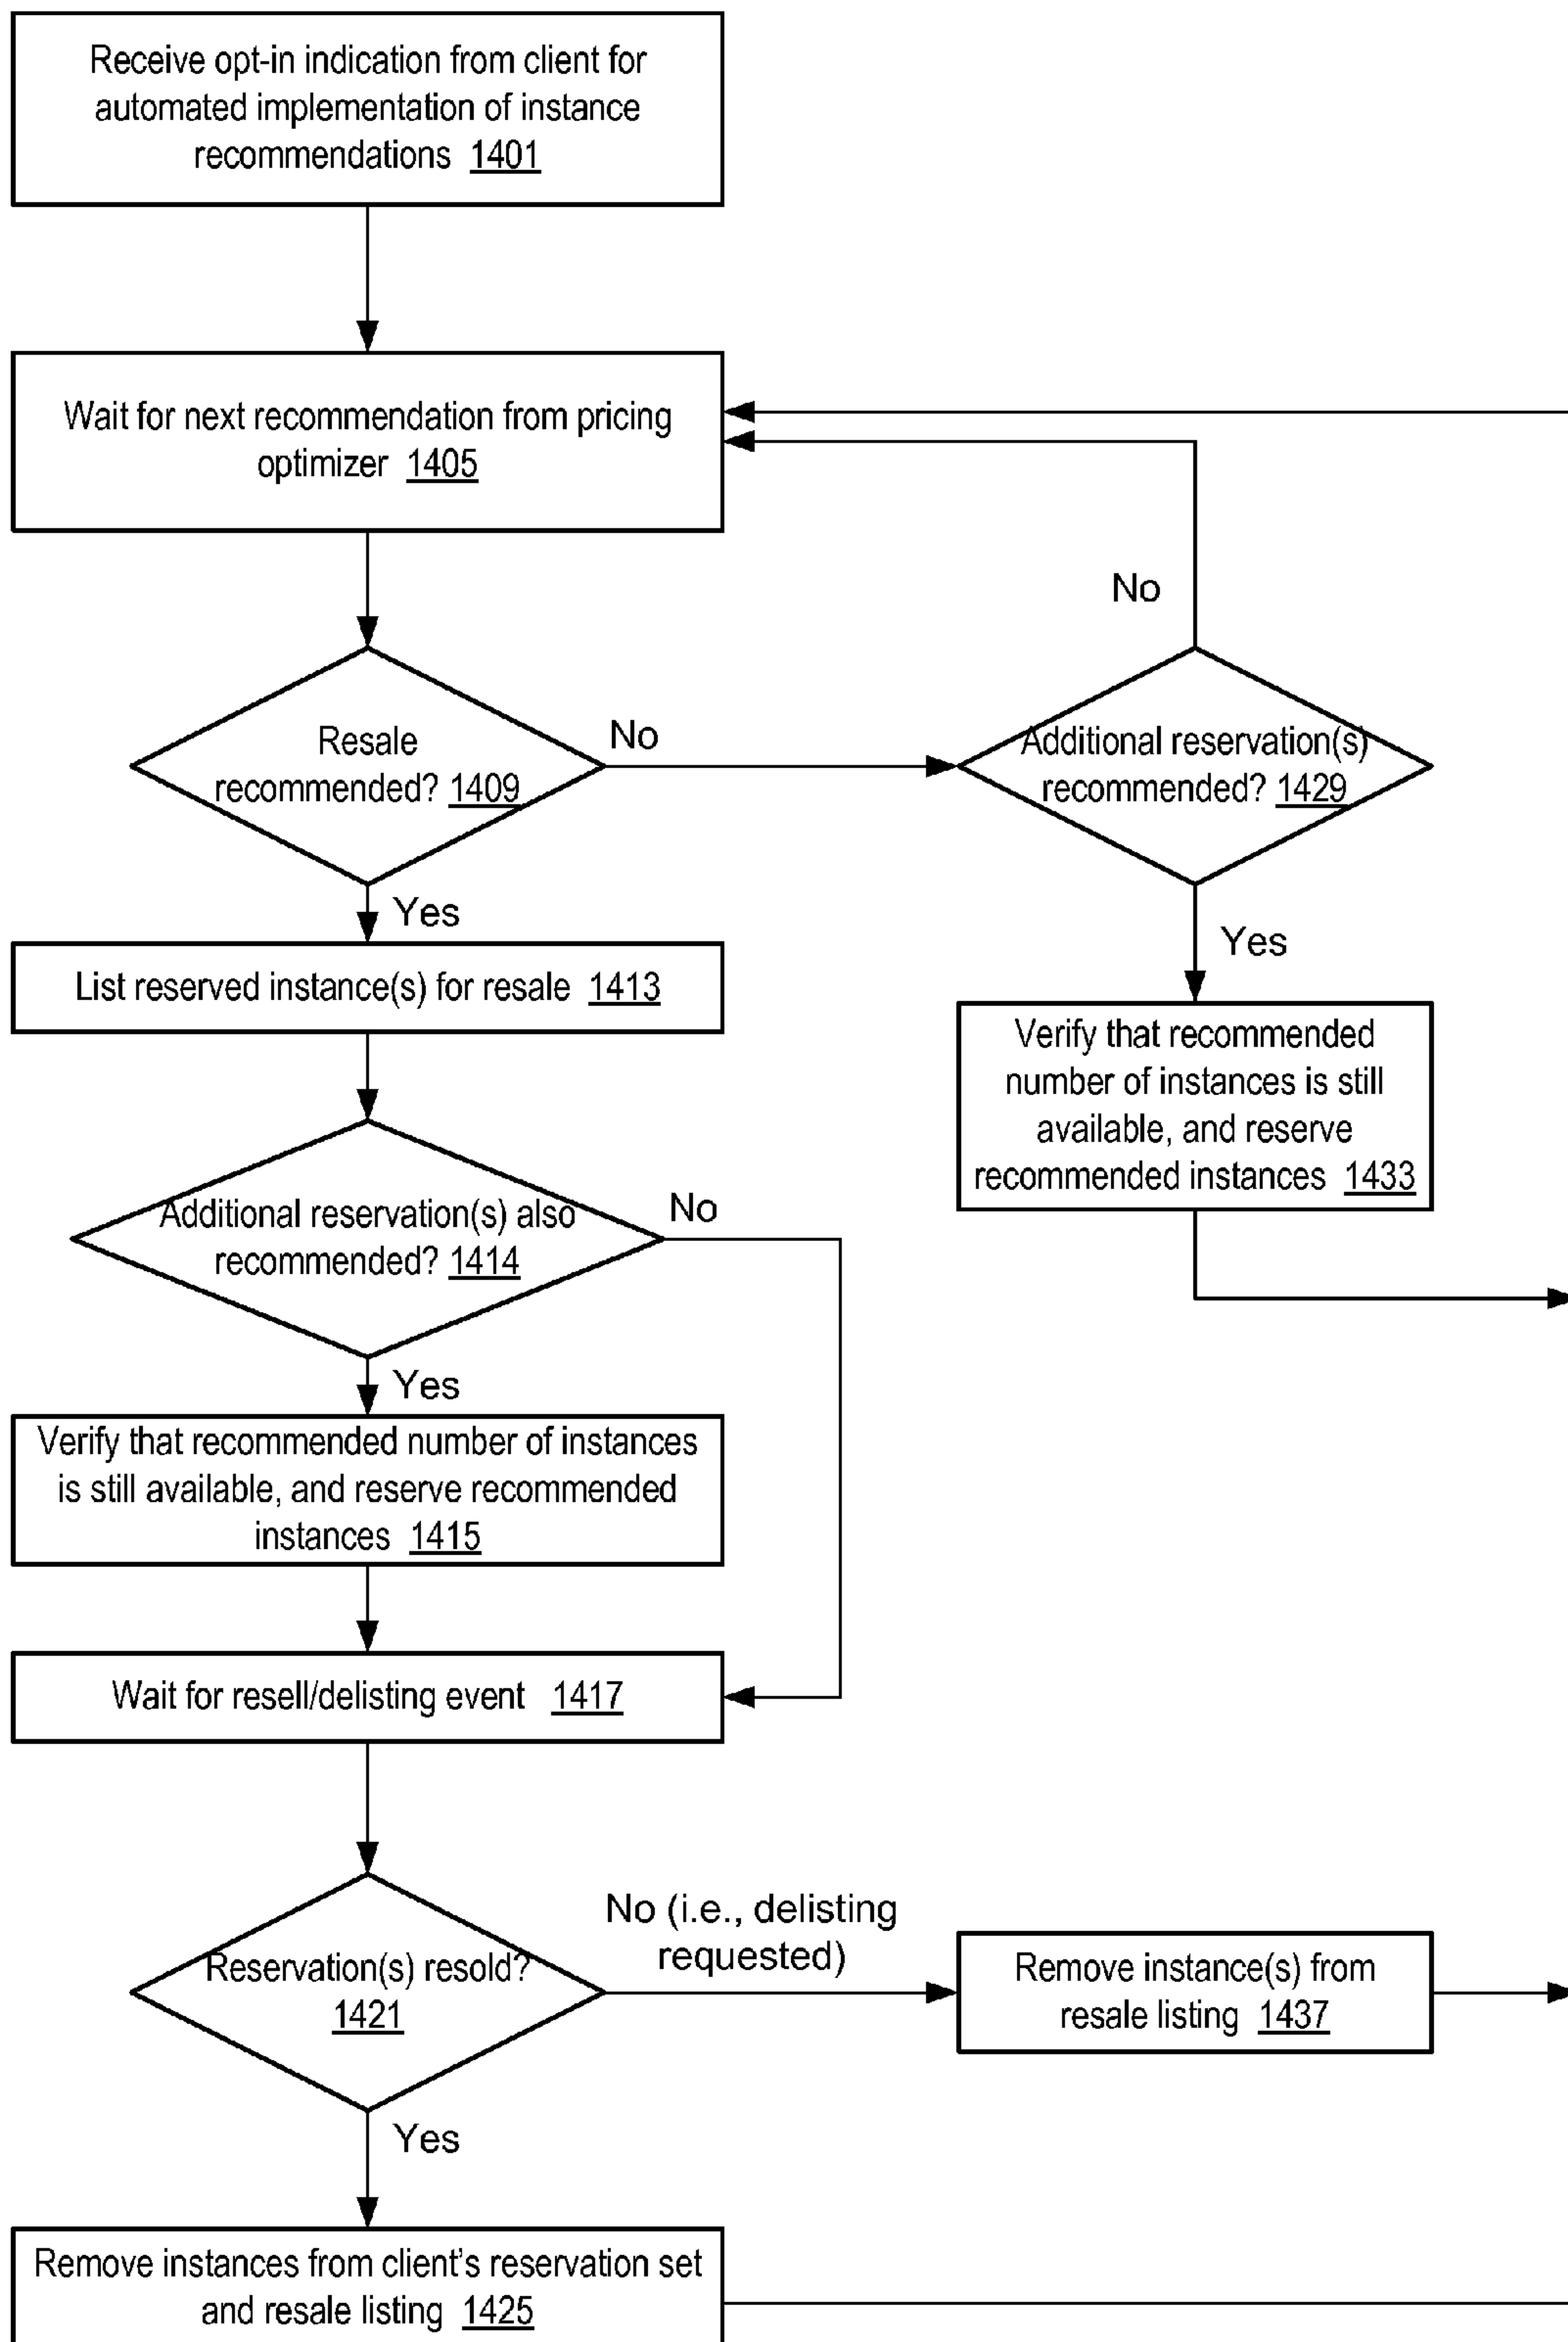 Receive opt-in indication from client for
automated implementation of instance
recommendations 1401
Wait for next recommendation from pricing
optimizer 1405
No
Resale
recommended? 1409
No
Additional reservation(s)
recommended? 1429
Yes
Yes
List reserved instance(s) for resale 1413
Verify that recommended
number of instances is still
available, and reserve
recommended instances 1433
Additional reservation(s) also
recommended? 1414
No
Yes
Verify that recommended number of instances
is still available, and reserve recommended
instances 1415
Wait for resell/delisting event 1417
Reservation(s) resold?
1421
No (i.e., delisting
requested)
Remove instance(s) from
resale listing 1437
Yes
Remove instances from client's reservation set
and resale listing 1425